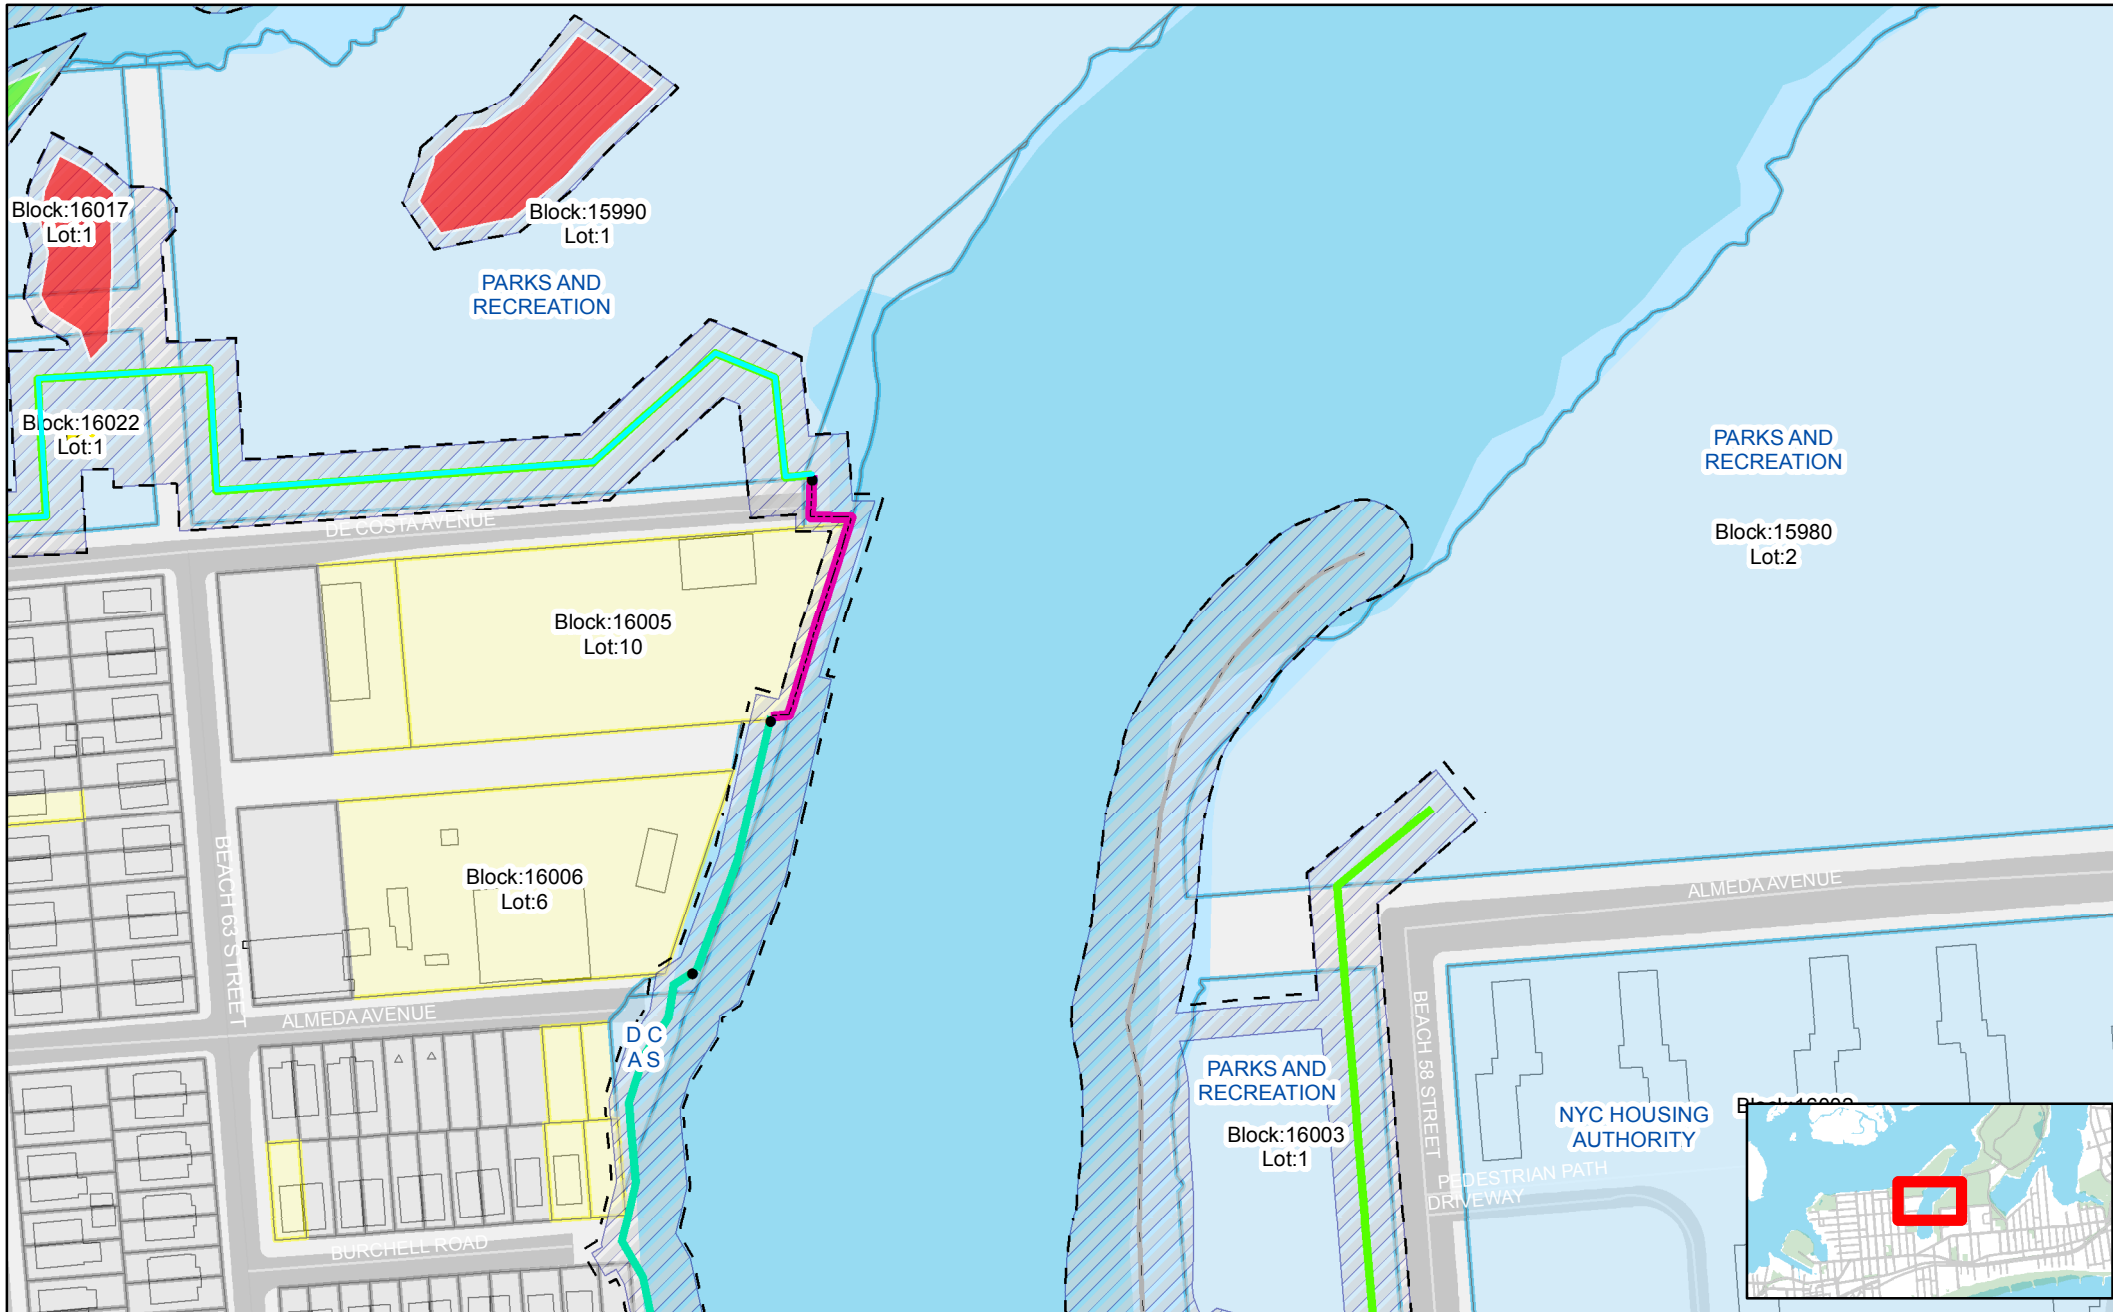 Block:16017
Lot:1
Block:15990
Lot:1
PARKS AND
RECREATION
Block:16022
Lot:1
PARKS AND
RECREATION
Block:15980
Lot:2
DE COSTA AVENUE
Block:16005
Lot:10
BEACH 63 STREET
Block:16006
Lot:6
ALMEDA AVENUE
ALMEDA AVENUE
D C
A S
BEACH 58 STREET
PARKS AND
RECREATION
Block:16003
Lot:1
NYC HOUSING
AUTHORITY
PEDESTRIAN PATH
DRIVEWAY
BURCHELL ROAD